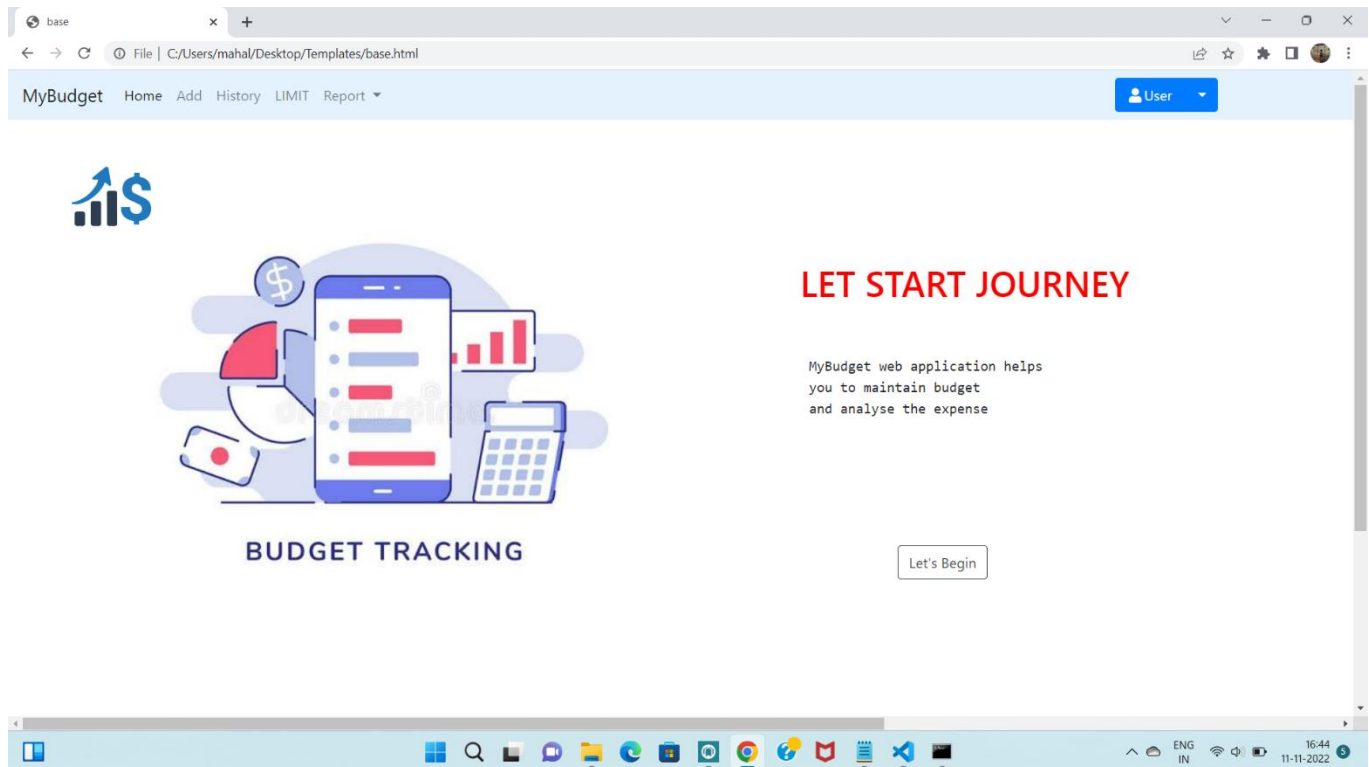 base
File | C:/Users/mahal/Desktop/Templates/base.html
MyBudget Home Add History LIMIT Report User
$
$
LET START JOURNEY
MyBudget web application helps
you to maintain budget
and analyse the expense
dreamstime
BUDGET TRACKING
Let's Begin
ENG
IN
16:44
11-11-2022
5